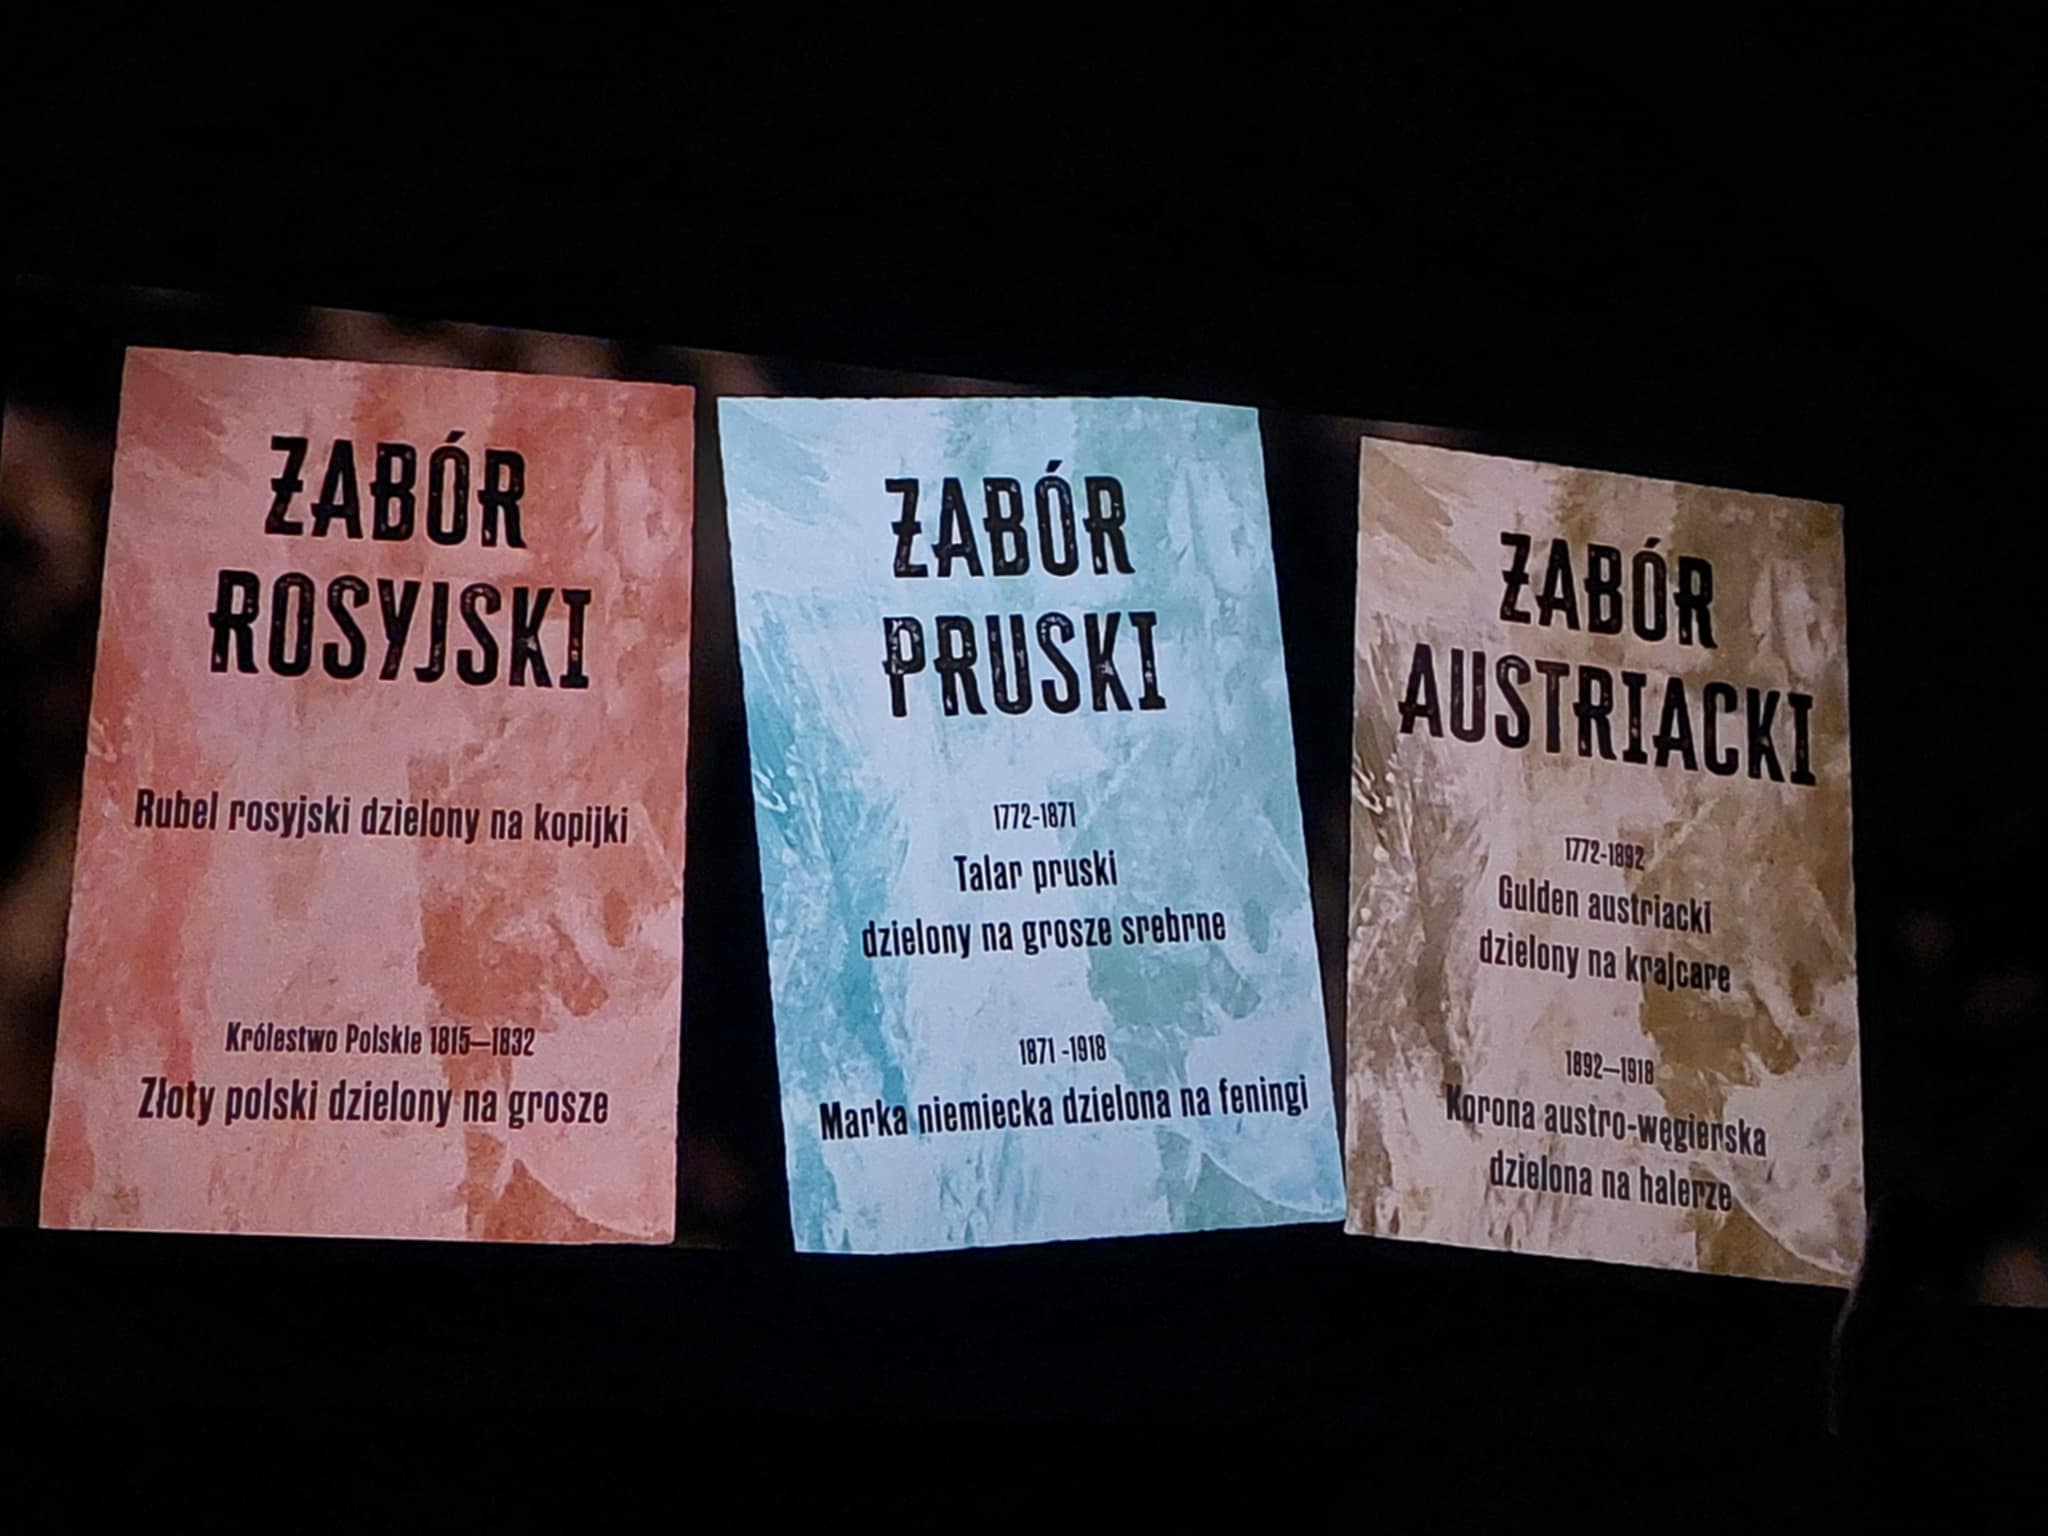 ZABÓR
ROSYJSKI
Rubel rosyjski dzielony na kopijki
Królestwo Polskie 1815–1832
Złoty polski dzielony na grosze
ZABÓR
PRUSKI
1772-1871
Talar pruski
dzielony na grosze srebrne
1871 -1918
Marka niemiecka dzielona na feningi
ZABÓR
AUSTRIACKI
1772-1892
Gulden austriacki
dzielony na krajcare
1892–1918
Korona austro-węgierska
dzielona na halerze